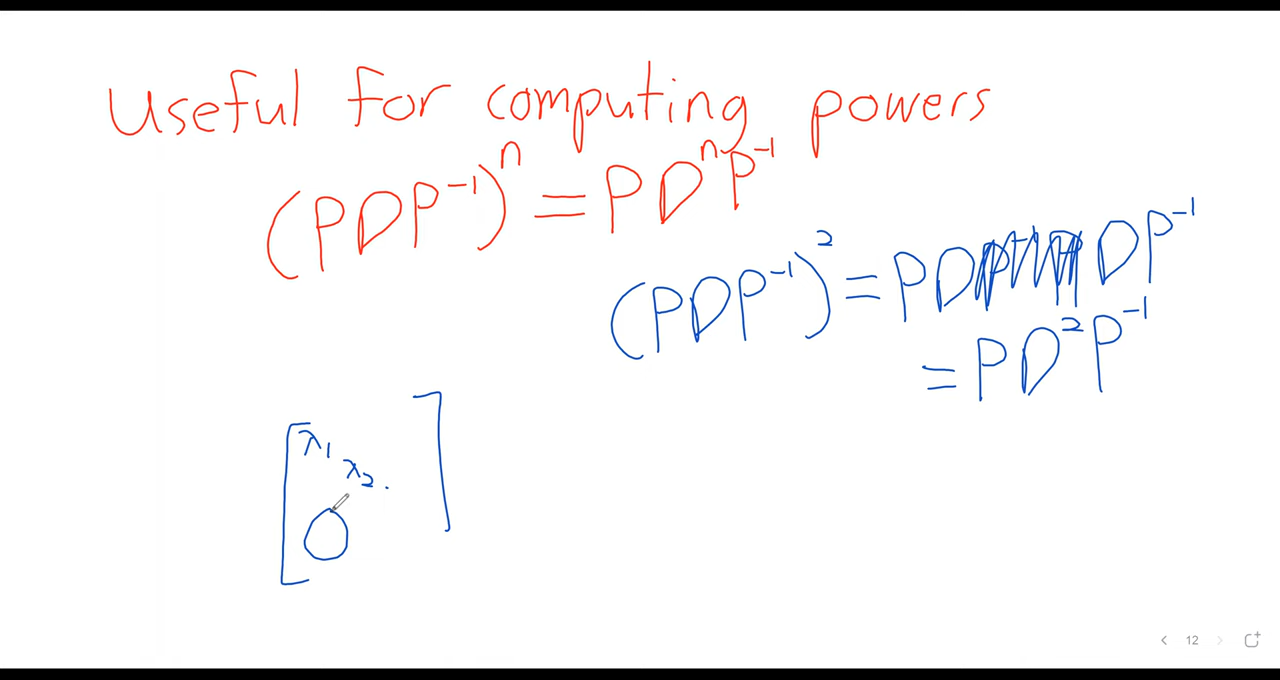 Useful for computing powers
(PDP⁻¹)ⁿ = PDⁿP⁻¹
(PDP⁻¹)² = PD DP⁻¹
= PD²P⁻¹
[λ₁
λ₂ . ]
O
12